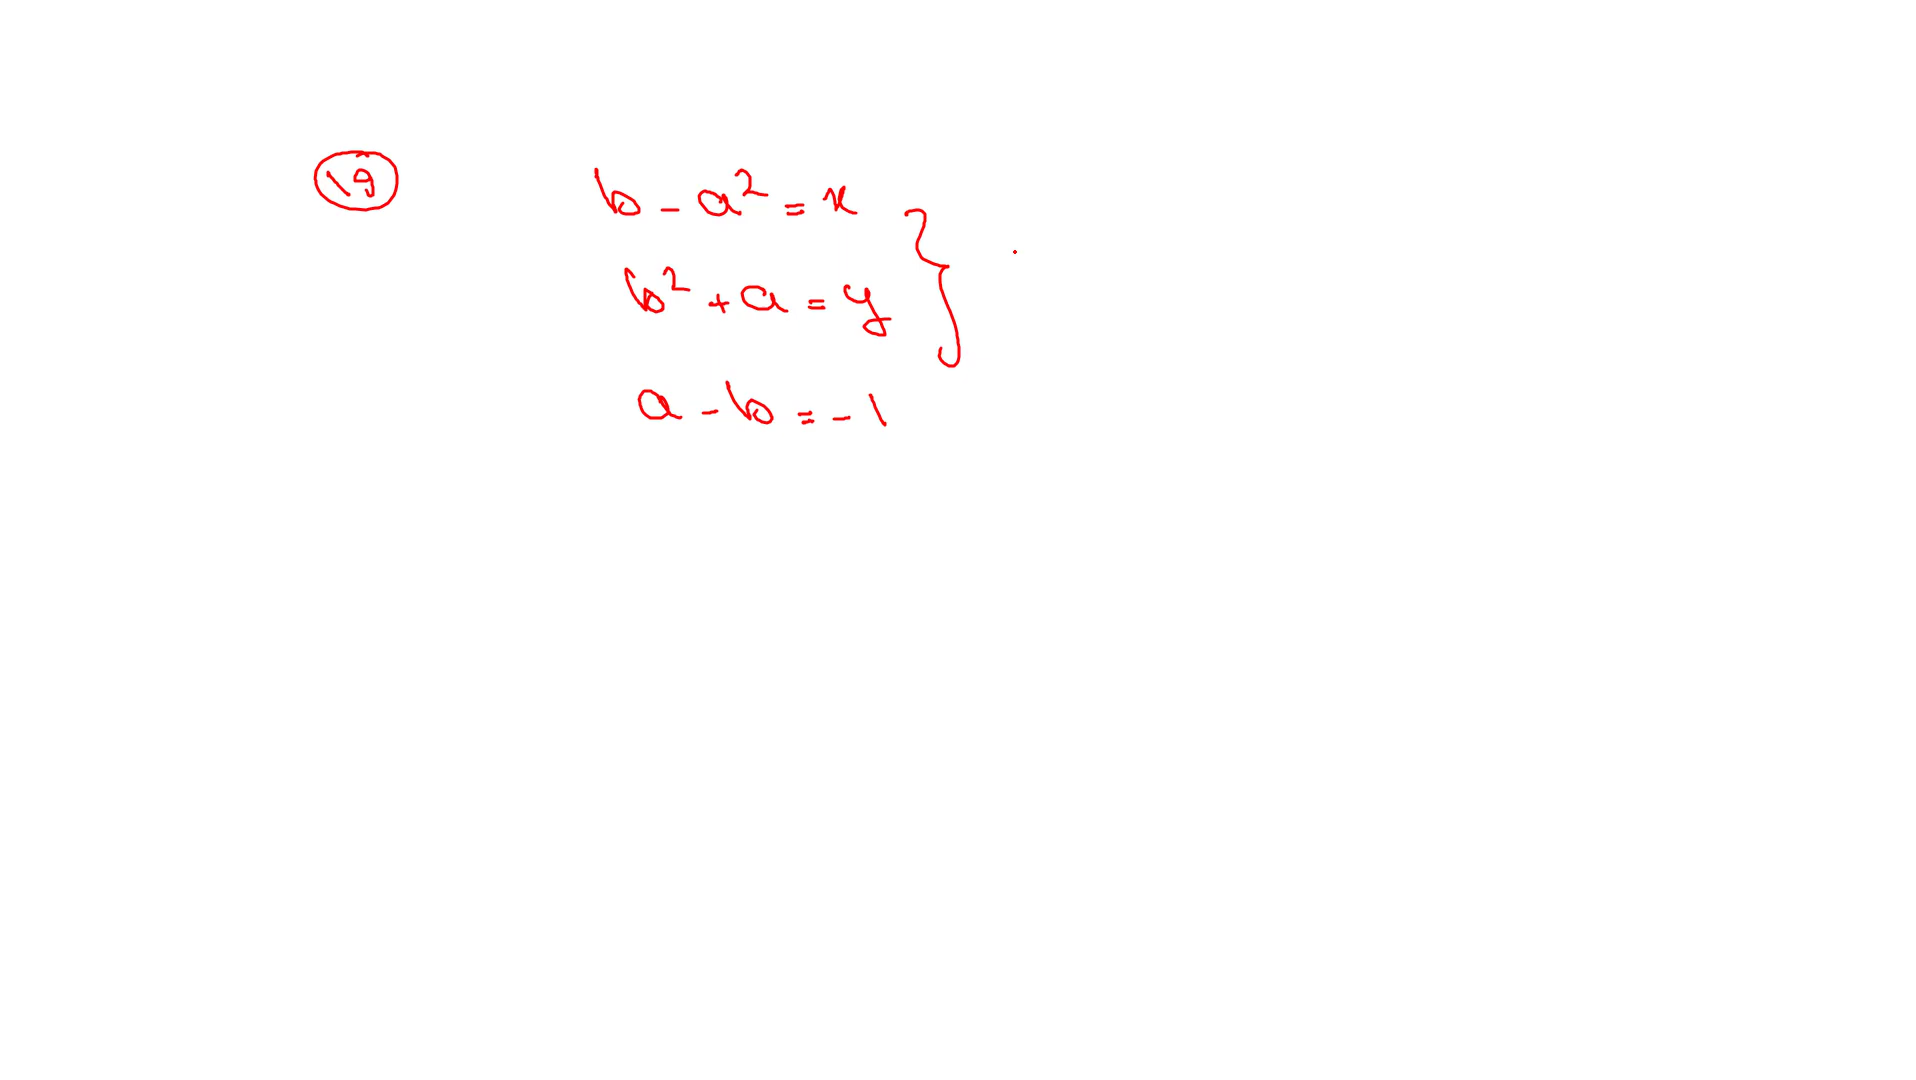 19
b - a² = x
b² + a = y
a - b = -1